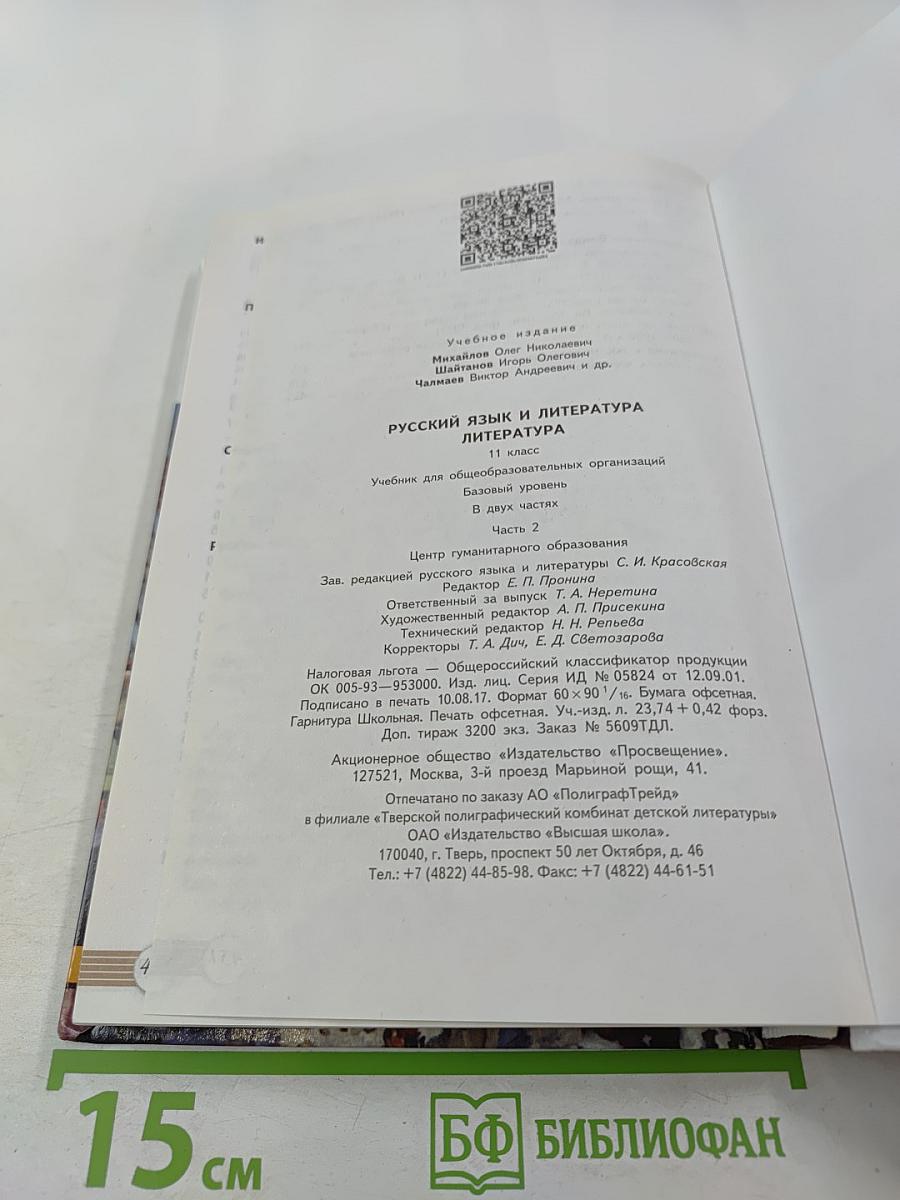 Учебное издание
Михайлов Олег Николаевич
Шайтанов Игорь Олегович
Чалмаев Виктор Андреевич и др.
РУССКИЙ ЯЗЫК И ЛИТЕРАТУРА
ЛИТЕРАТУРА
11 класс
Учебник для общеобразовательных организаций
Базовый уровень
В двух частях
Часть 2
Центр гуманитарного образования
Зав. редакцией русского языка и литературы С. И. Красовская
Редактор Е. П. Пронина
Ответственный за выпуск Т. А. Неретина
Художественный редактор А. П. Присекина
Технический редактор Н. Н. Репьева
Корректоры Т. А. Дич, Е. Д. Светозарова
Налоговая льгота — Общероссийский классификатор продукции
ОК 005-93—953000. Изд. лиц. Серия ИД № 05824 от 12.09.01.
Подписано в печать 10.08.17. Формат 60×90 1/16. Бумага офсетная.
Гарнитура Школьная. Печать офсетная. Уч.-изд. л. 23,74+0,42 форз.
Доп. тираж 3200 экз. Заказ № 5609ТДЛ.
Акционерное общество «Издательство «Просвещение».
127521, Москва, 3-й проезд Марьиной рощи, 41.
Отпечатано по заказу АО «ПолиграфТрейд»
в филиале «Тверской полиграфический комбинат детской литературы»
ОАО «Издательство «Высшая школа».
170040, г. Тверь, проспект 50 лет Октября, д. 46
Тел.: +7 (4822) 44-85-98. Факс: +7 (4822) 44-61-51
4
15 см
БФ БИБЛИОФАН